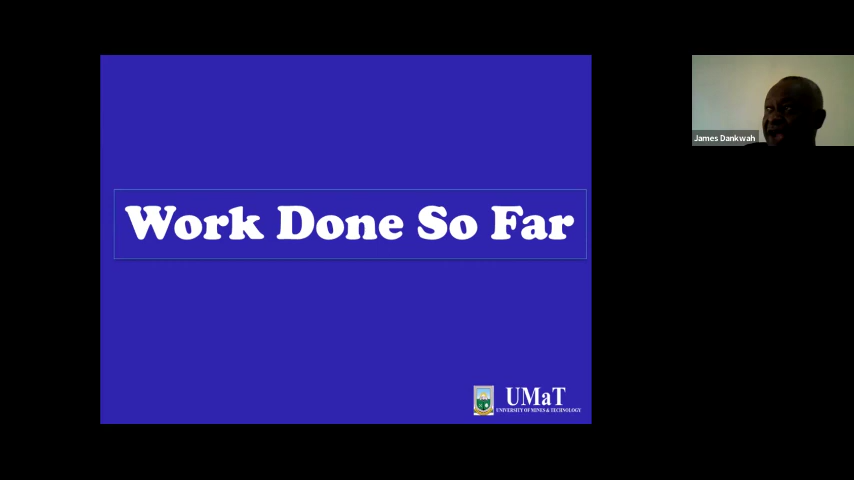 Work Done So Far
UMaT
UNIVERSITY OF MINES & TECHNOLOGY
James Dankwah